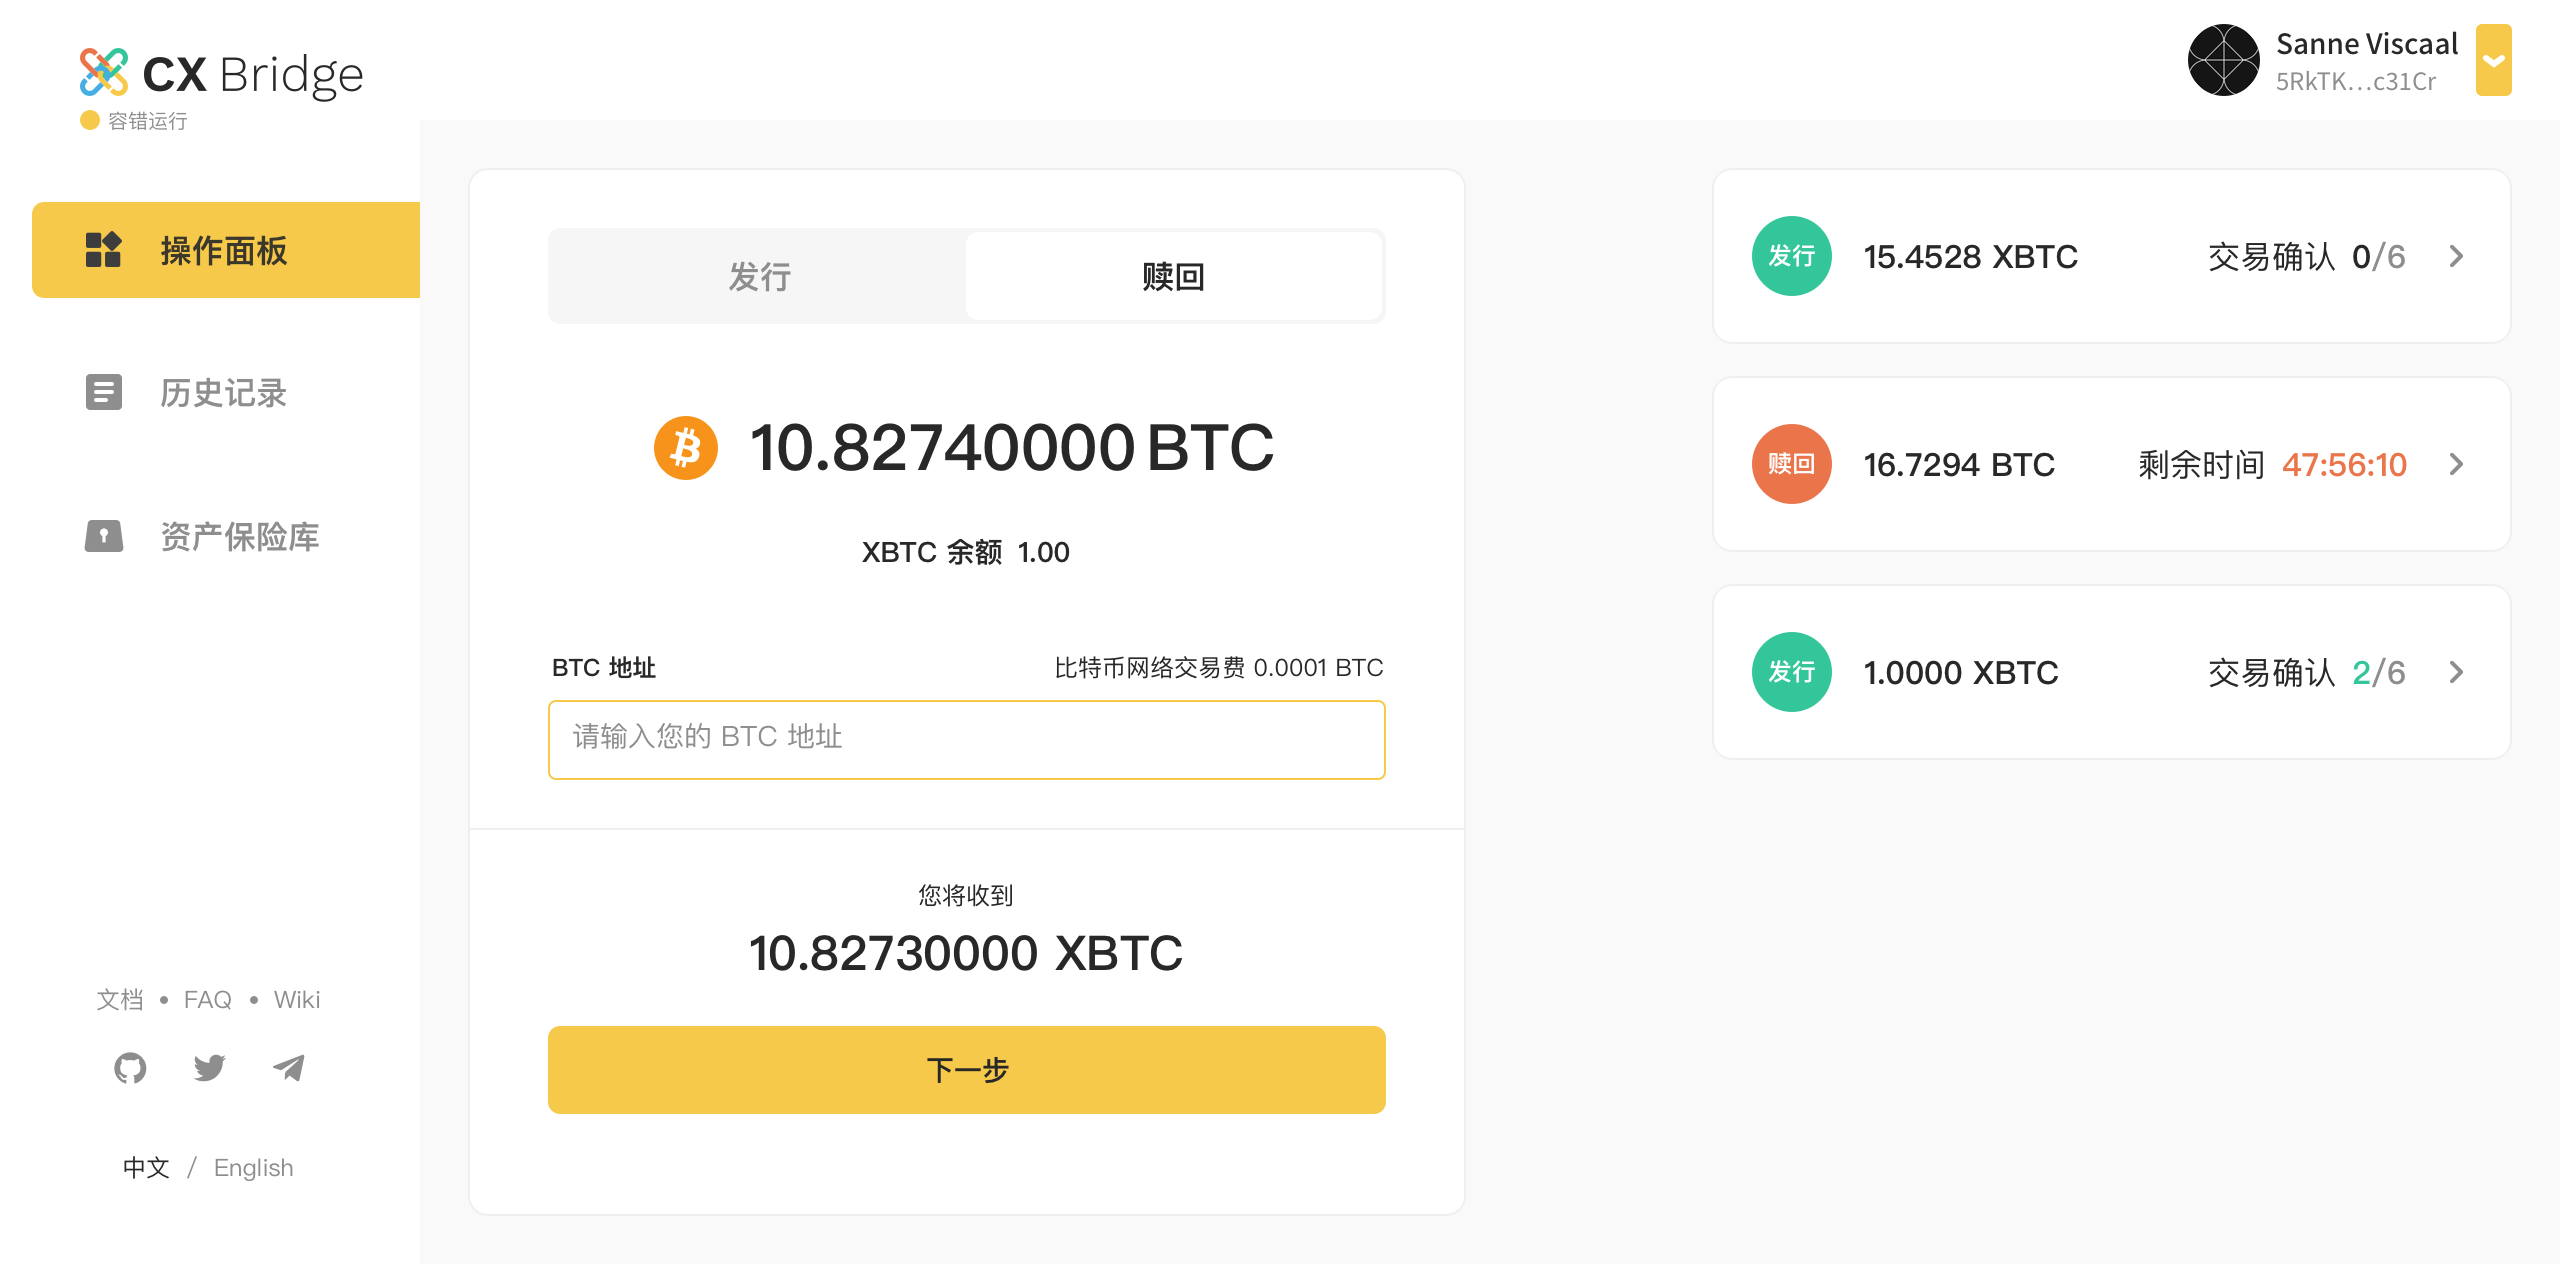 CX Bridge
容错运行
操作面板
历史记录
资产保险库
文档 • FAQ • Wiki
中文 / English
Sanne Viscaal
5RkTK...c31Cr
发行
赎回
10.82740000 BTC
XBTC 余额 1.00
BTC 地址
比特币网络交易费 0.0001 BTC
请输入您的 BTC 地址
您将收到
10.82730000 XBTC
下一步
发行 15.4528 XBTC 交易确认 0/6
赎回 16.7294 BTC 剩余时间 47:56:10
发行 1.0000 XBTC 交易确认 2/6